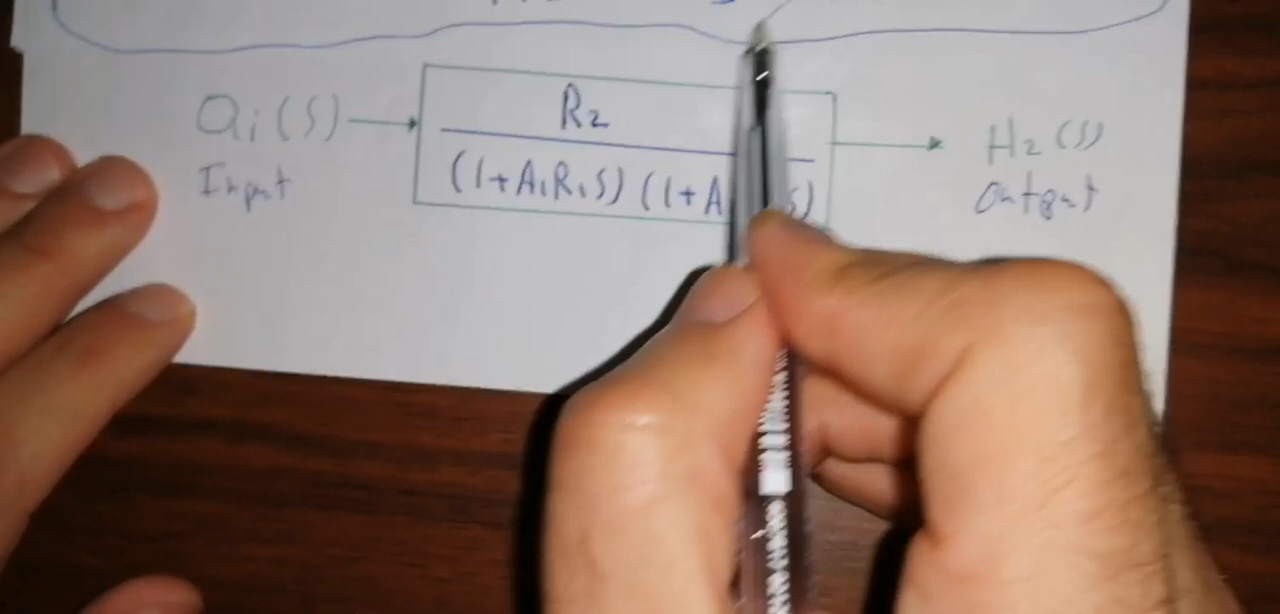 Qi(S)
Input
R2
(1+A1R1S)(1+A S)
H2(S)
Output